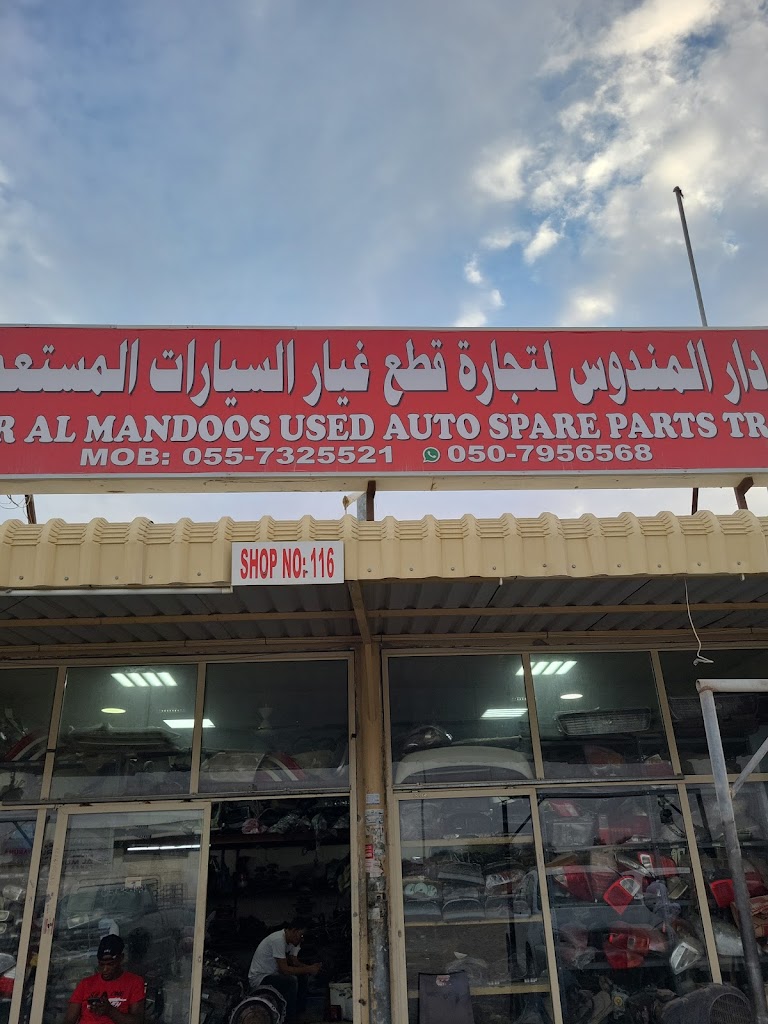 دار المندوس لتجارة قطع غيار السيارات
AL MANDOOS USED AUTO SPARE PARTS
MOB: 055-7325521 050-7956568
SHOP NO: 116